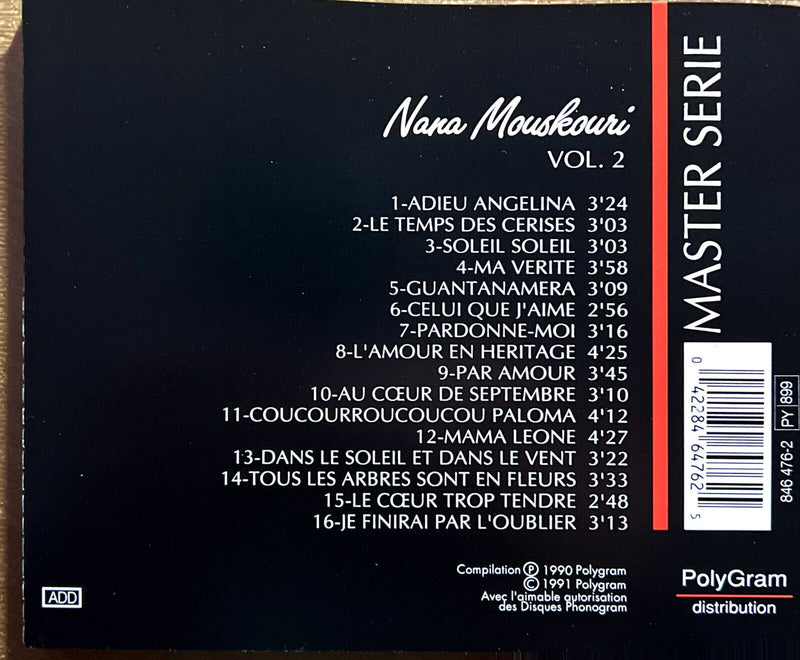 Nana Mouskouri
VOL. 2
1-ADIEU ANGELINA 3'24
2-LE TEMPS DES CERISES 3'03
3-SOLEIL SOLEIL 3'03
4-MA VERITE 3'58
5-GUANTANAMERA 3'09
6-CELUI QUE J'AIME 2'56
7-PARDONNE-MOI 3'16
8-L'AMOUR EN HERITAGE 4'25
9-PAR AMOUR 3'45
10-AU CŒUR DE SEPTEMBRE 3'10
11-COUCOURROUCOUCOU PALOMA 4'12
12-MAMA LEONE 4'27
13-DANS LE SOLEIL ET DANS LE VENT 3'22
14-TOUS LES ARBRES SONT EN FLEURS 3'33
15-LE CŒUR TROP TENDRE 2'48
16-JE FINIRAI PAR L'OUBLIER 3'13
Compilation Ⓟ 1990 Polygram
© 1991 Polygram
Avec l'aimable autorisation
des Disques Phonogram
ADD
MASTER SERIE
0 42284 64762 5
846 476-2 PY 899
PolyGram
distribution